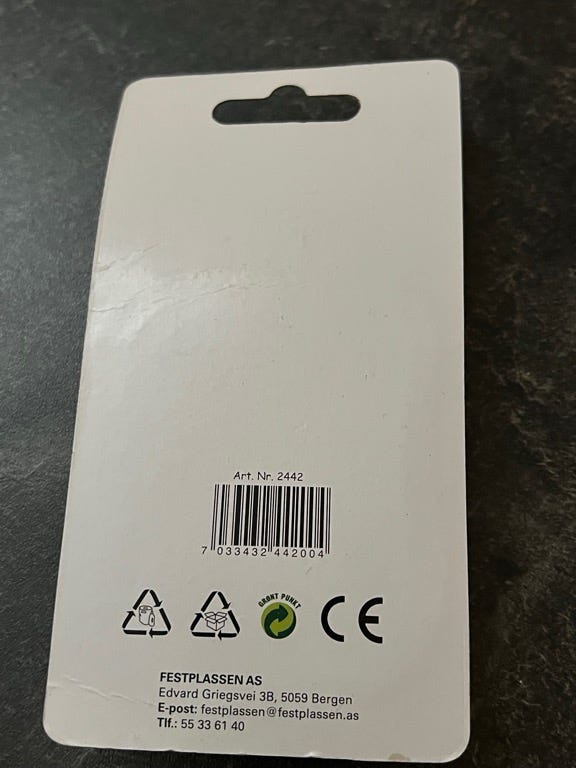 Art. Nr. 2442
7 033432 442004
GRØNT PUNKT
CE
FESTPLASSEN AS
Edvard Griegsvei 3B, 5059 Bergen
E-post: festplassen@festplassen.as
Tlf.: 55 33 61 40